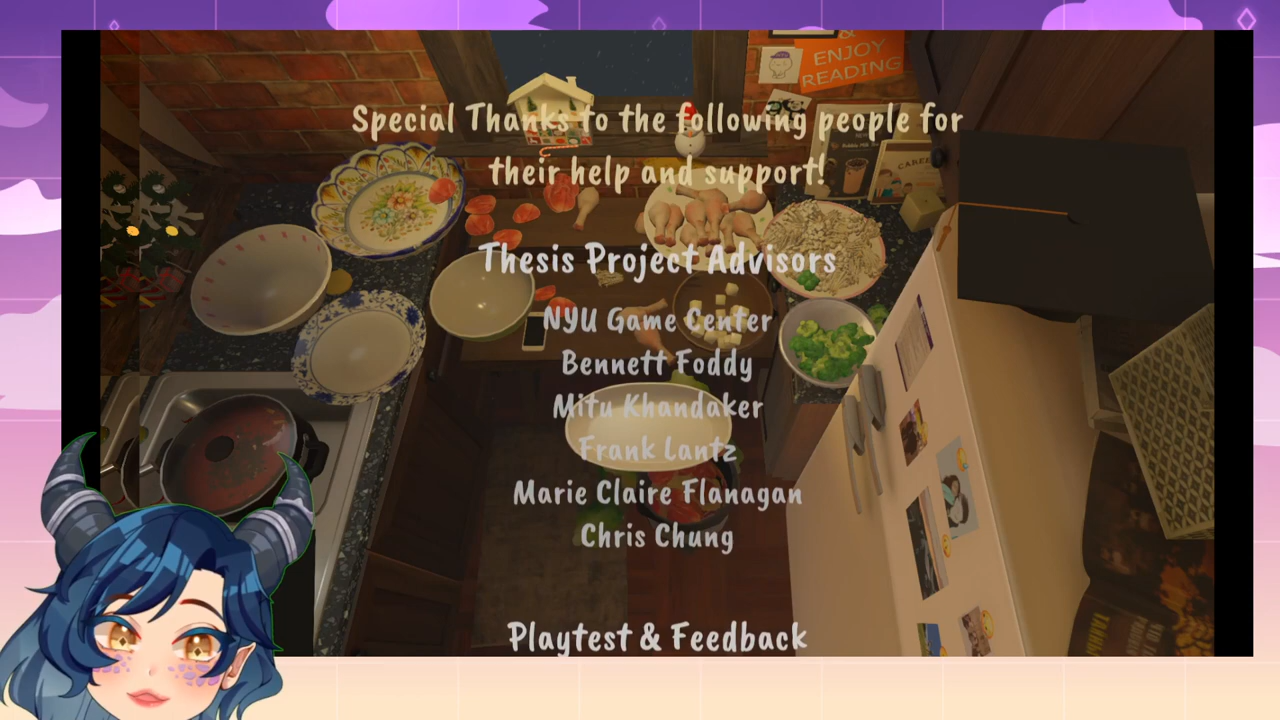 &
ENJOY
READING
Special Thanks to the following people for
their help and support!
CAREE
Thesis Project Advisors
NYU Game Center
Bennett Foddy
Mitu Khandaker
Frank Lantz
Marie Claire Flanagan
Chris Chung
Playtest & Feedback